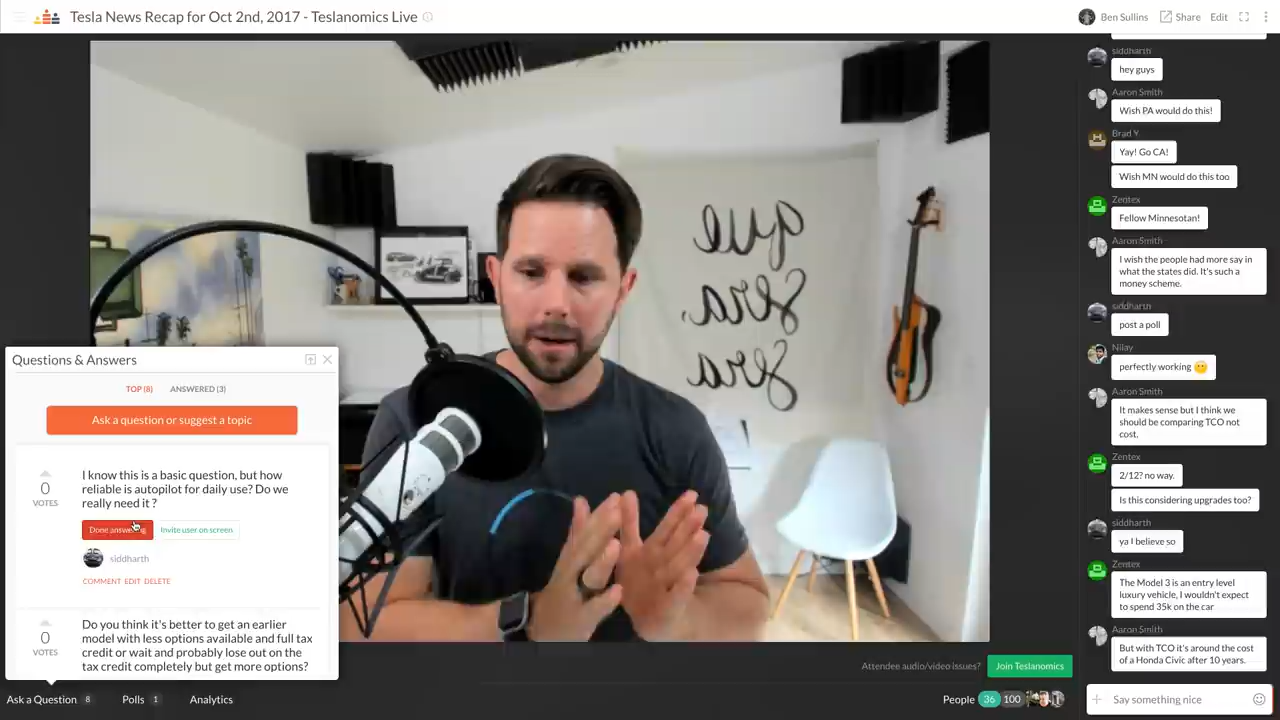 Tesla News Recap for Oct 2nd, 2017 - Teslanomics Live
Ben Sullins
Share
Edit
que
sera,
sera
Questions & Answers
TOP (8)
ANSWERED (3)
Ask a question or suggest a topic
0
VOTES
I know this is a basic question, but how
reliable is autopilot for daily use? Do we
really need it ?
Done answering
Invite user on screen
siddharth
COMMENT EDIT DELETE
0
VOTES
Do you think it's better to get an earlier
model with less options available and full tax
credit or wait and probably lose out on the
tax credit completely but get more options?
Ask a Question 8
Polls 1
Analytics
Attendee audio/video issues?
Join Teslanomics
People 36 100
siddharth
hey guys
Aaron Smith
Wish PA would do this!
Brad Y.
Yay! Go CA!
Wish MN would do this too
Zentex
Fellow Minnesotan!
Aaron Smith
I wish the people had more say in
what the states did. It's such a
money scheme.
siddharth
post a poll
Nilay
perfectly working
Aaron Smith
It makes sense but I think we
should be comparing TCO not
cost.
Zentex
2/12? no way.
Is this considering upgrades too?
siddharth
ya I believe so
Zentex
The Model 3 is an entry level
luxury vehicle, I wouldn't expect
to spend 35k on the car
Aaron Smith
But with TCO it's around the cost
of a Honda Civic after 10 years.
Say something nice